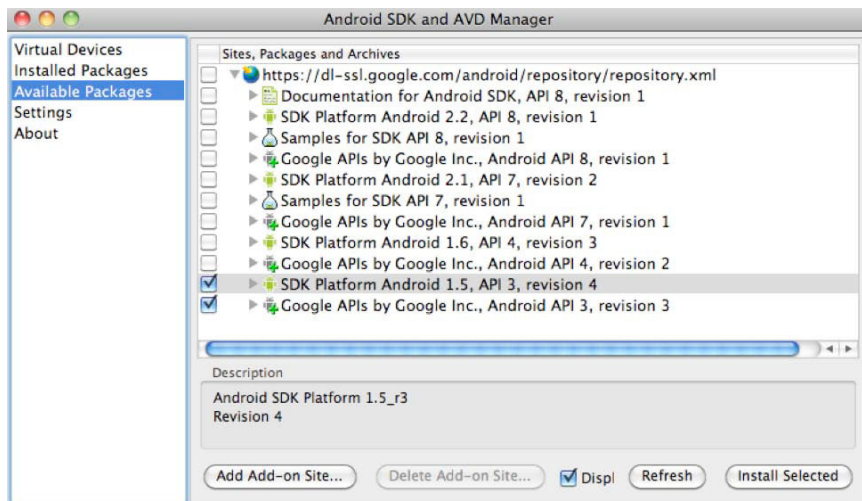 Android SDK and AVD Manager
Virtual Devices
Installed Packages
Available Packages
Settings
About
Sites, Packages and Archives
https://dl-ssl.google.com/android/repository/repository.xml
Documentation for Android SDK, API 8, revision 1
SDK Platform Android 2.2, API 8, revision 1
Samples for SDK API 8, revision 1
Google APIs by Google Inc., Android API 8, revision 1
SDK Platform Android 2.1, API 7, revision 2
Samples for SDK API 7, revision 1
Google APIs by Google Inc., Android API 7, revision 1
SDK Platform Android 1.6, API 4, revision 3
Google APIs by Google Inc., Android API 4, revision 2
SDK Platform Android 1.5, API 3, revision 4
Google APIs by Google Inc., Android API 3, revision 3
Description
Android SDK Platform 1.5_r3
Revision 4
Add Add-on Site... Delete Add-on Site... Displ Refresh Install Selected